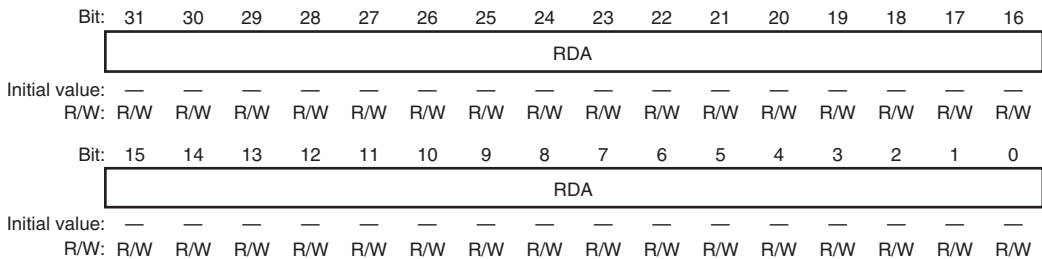 Bit: 31 30 29 28 27 26 25 24 23 22 21 20 19 18 17 16
RDA
Initial value: — — — — — — — — — — — — — — — —
R/W: R/W R/W R/W R/W R/W R/W R/W R/W R/W R/W R/W R/W R/W R/W R/W R/W
Bit: 15 14 13 12 11 10 9 8 7 6 5 4 3 2 1 0
RDA
Initial value: — — — — — — — — — — — — — — — —
R/W: R/W R/W R/W R/W R/W R/W R/W R/W R/W R/W R/W R/W R/W R/W R/W R/W